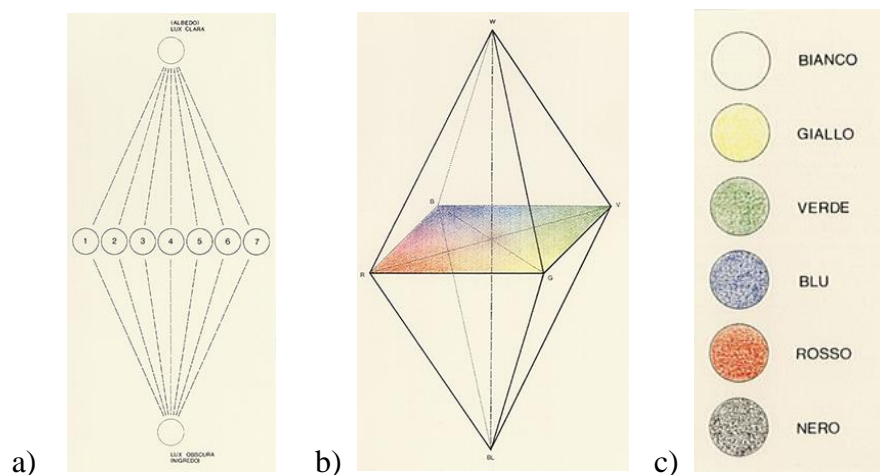 (ALBEDO)
LUX CLARA
1 2 3 4 5 6 7
LUX OBSCURA
(NIGREDO)
a)
W
B
V
R
G
BL
b)
BIANCO
GIALLO
VERDE
BLU
ROSSO
NERO
c)